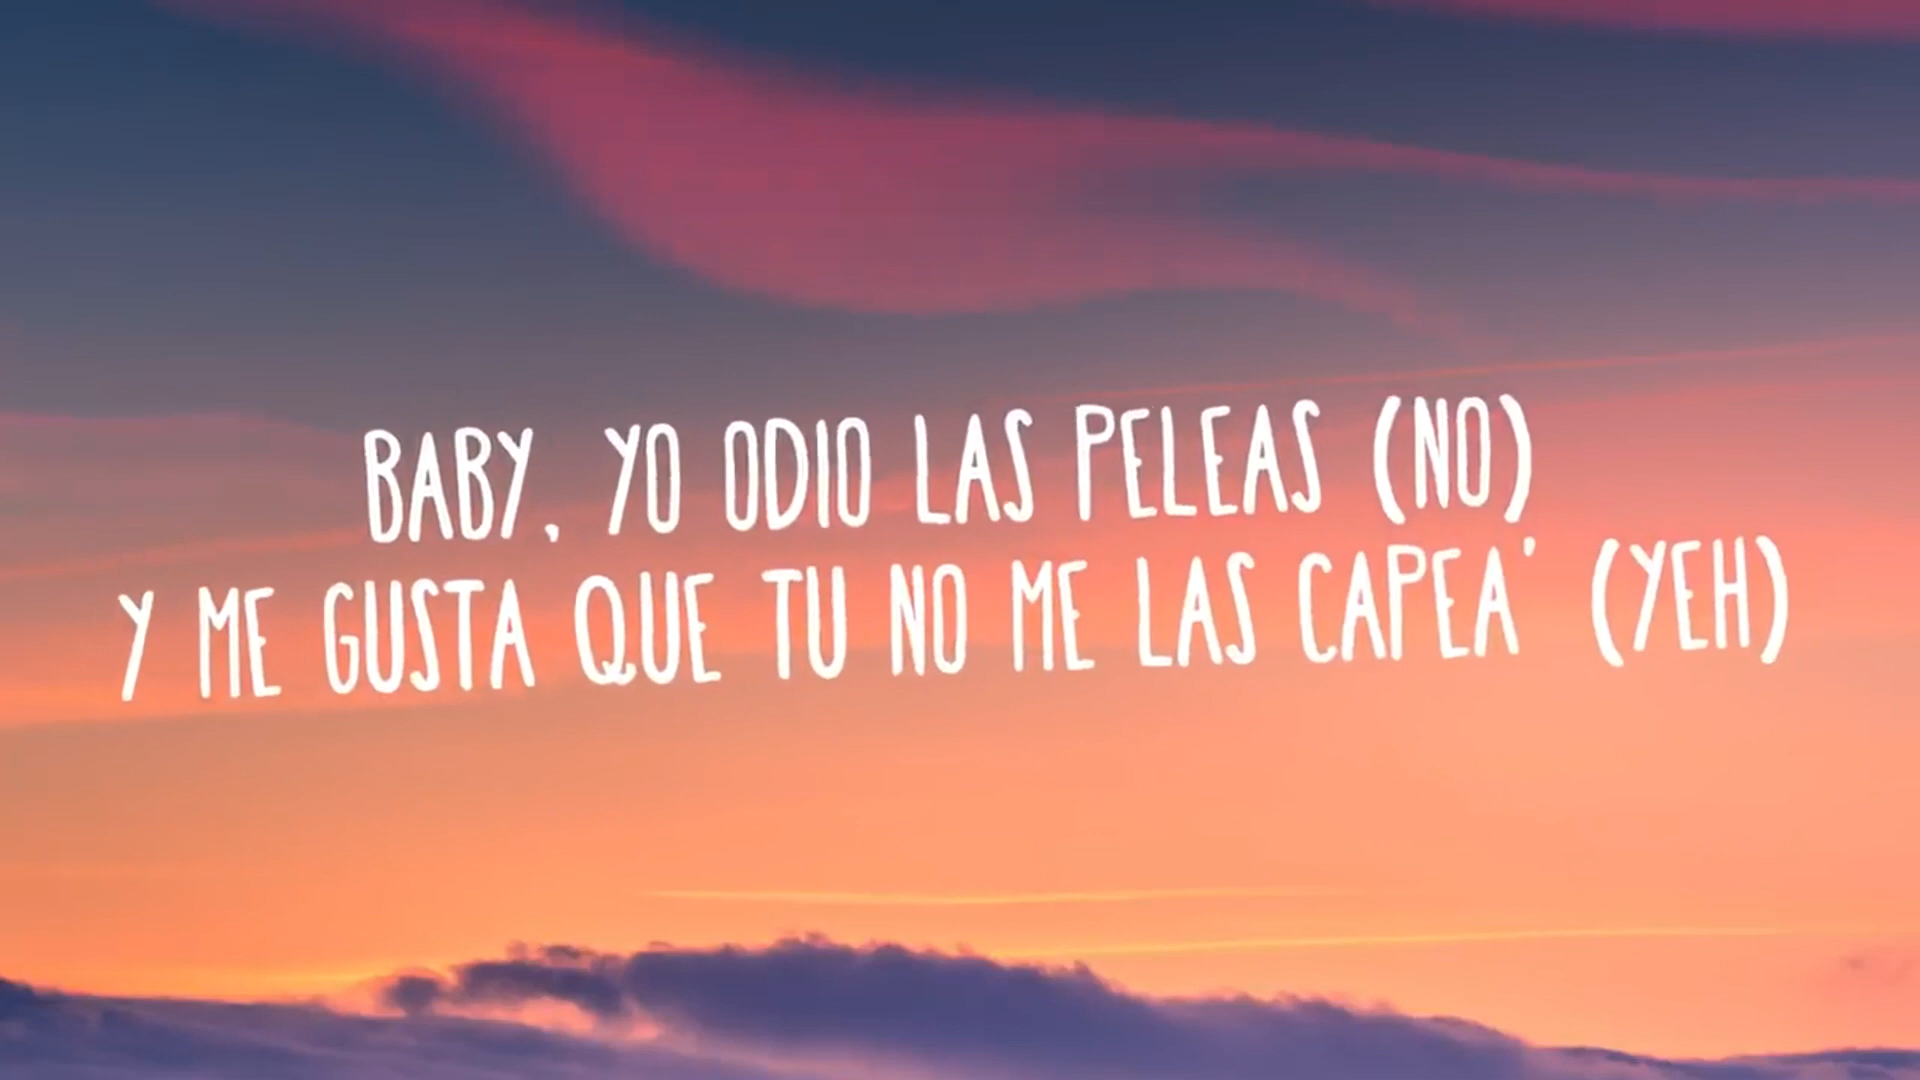 BABY, YO ODIO LAS PELEAS (NO)
Y ME GUSTA QUE TU NO ME LAS CAPEA' (YEH)